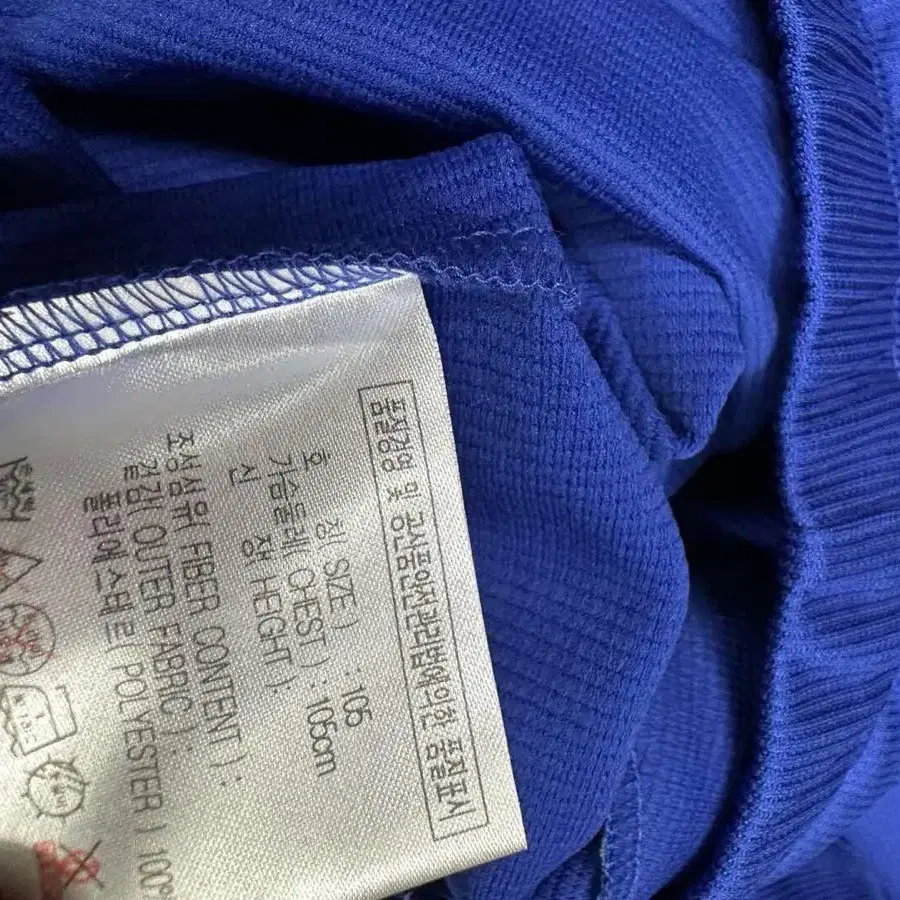 품질경영 및 공산품안전관리법에의한 품질표시
호 칭( SIZE ) : 105
가슴둘레( CHEST ) : 105cm
신 장( HEIGHT ) :
조성섬유의( FIBER CONTENT ) :
겉감( OUTER FABRIC ) :
폴리에스테르( POLYESTER ) 100%